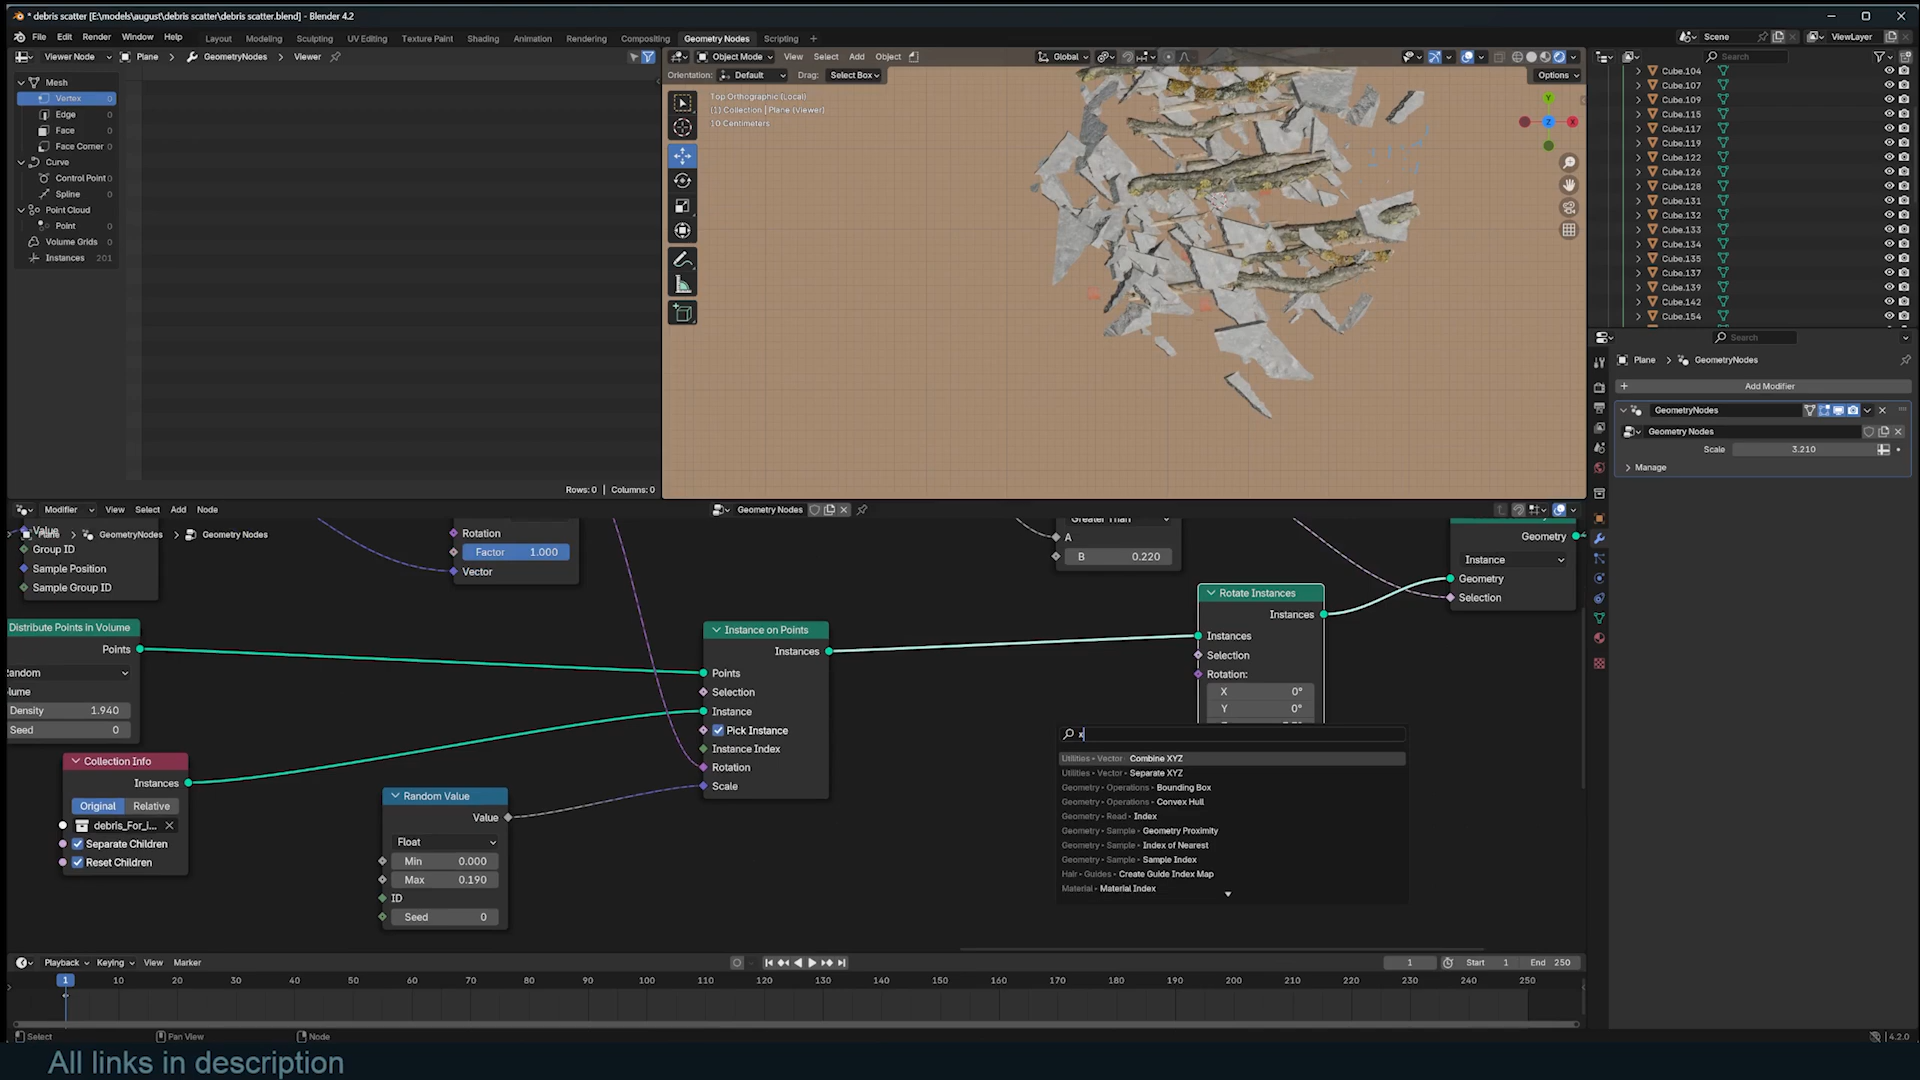 * debris scatter [E:\models\august\debris scatter\debris scatter.blend] - Blender 4.2
File Edit Render Window Help Layout Modeling Sculpting UV Editing Texture Paint Shading Animation Rendering Compositing Geometry Nodes Scripting + Scene ViewLayer
Viewer Node Plane > GeometryNodes > Viewer
Object Mode View Select Add Object Global
Search
Orientation: Default Drag: Select Box Options
Mesh
Vertex 0
Edge 0
Face 0
Face Corner 0
Curve
Control Point 0
Spline 0
Point Cloud
Point 0
Volume Grids 0
Instances 201
Rows: 0 | Columns: 0
Top Orthographic (Local)
(1) Collection | Plane (Viewer)
10 Centimeters
Y
Z
X
Cube.104
Cube.107
Cube.109
Cube.115
Cube.117
Cube.119
Cube.122
Cube.126
Cube.128
Cube.131
Cube.132
Cube.133
Cube.134
Cube.135
Cube.137
Cube.139
Cube.142
Cube.154
Search
Plane > GeometryNodes
Add Modifier
GeometryNodes
Geometry Nodes
Scale 3.210
Manage
Modifier View Select Add Node Geometry Nodes
Plane > GeometryNodes > Geometry Nodes
Value
Group ID
Sample Position
Sample Group ID
Rotation
Factor 1.000
Vector
Greater Than
A
B 0.220
Geometry
Instance
Geometry
Selection
Distribute Points in Volume
Points
Density 1.940
Seed 0
Collection Info
Instances
Original Relative
debris_For_i...
Separate Children
Reset Children
Random Value
Value
Float
Min 0.000
Max 0.190
ID
Seed 0
Instance on Points
Instances
Points
Selection
Instance
Pick Instance
Instance Index
Rotation
Scale
Rotate Instances
Instances
Instances
Selection
Rotation:
X 0°
Y 0°
x
Utilities ▸ Vector ▸ Combine XYZ
Utilities ▸ Vector ▸ Separate XYZ
Geometry ▸ Operations ▸ Bounding Box
Geometry ▸ Operations ▸ Convex Hull
Geometry ▸ Read ▸ Index
Geometry ▸ Sample ▸ Geometry Proximity
Geometry ▸ Sample ▸ Index of Nearest
Geometry ▸ Sample ▸ Sample Index
Hair ▸ Guides ▸ Create Guide Index Map
Material ▸ Material Index
Playback Keying View Marker 1 Start 1 End 250
1 10 20 30 40 50 60 70 80 90 100 110 120 130 140 150 160 170 180 190 200 210 220 230 240 250
Select Pan View Node 4.2.0
All links in description